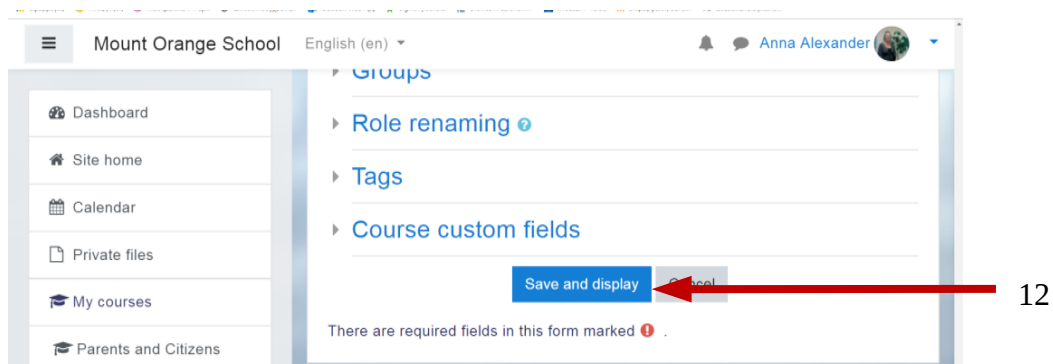 Mount Orange School English (en) Anna Alexander
Groups
Dashboard
Role renaming
Site home
Tags
Calendar
Course custom fields
Private files
Save and display Cancel
12
My courses
There are required fields in this form marked .
Parents and Citizens